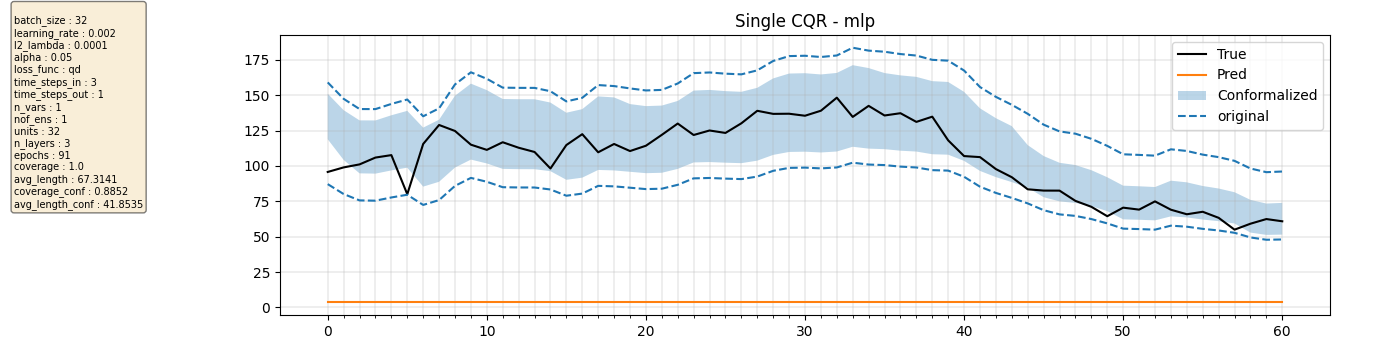 batch_size : 32
learning_rate : 0.002
l2_lambda : 0.0001
alpha : 0.05
loss_func : qd
time_steps_in : 3
time_steps_out : 1
n_vars : 1
nof_ens : 1
units : 32
n_layers : 3
epochs : 91
coverage : 1.0
avg_length : 67.3141
coverage_conf : 0.8852
avg_length_conf : 41.8535
Single CQR - mlp
175
150
125
100
75
50
25
0
0 10 20 30 40 50 60
True
Pred
Conformalized
original